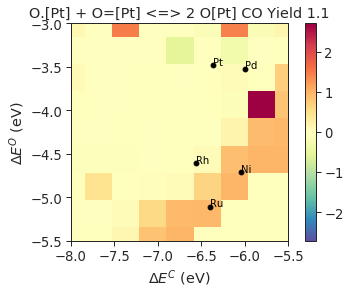 O.[Pt] + O=[Pt] <=> 2 O[Pt] CO Yield 1.1
−3.0
−3.5
−4.0
−4.5
−5.0
−5.5
ΔE^O (eV)
Pt
Pd
Rh
Ni
Ru
−8.0 −7.5 −7.0 −6.5 −6.0 −5.5
ΔE^C (eV)
2
1
0
−1
−2